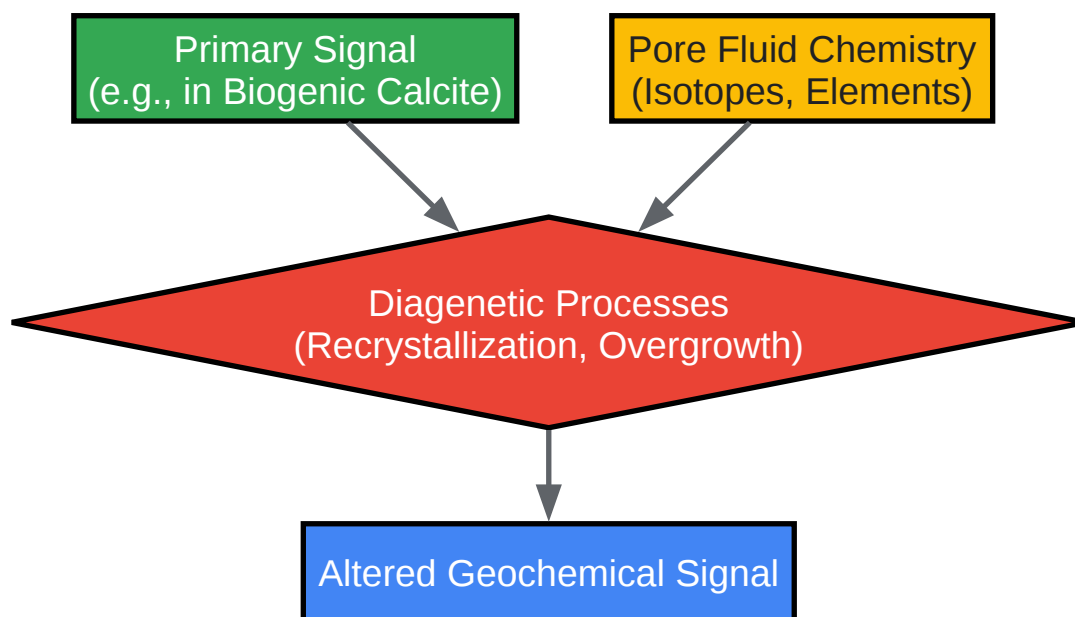 Primary Signal
(e.g., in Biogenic Calcite)
Pore Fluid Chemistry
(Isotopes, Elements)
Diagenetic Processes
(Recrystallization, Overgrowth)
Altered Geochemical Signal